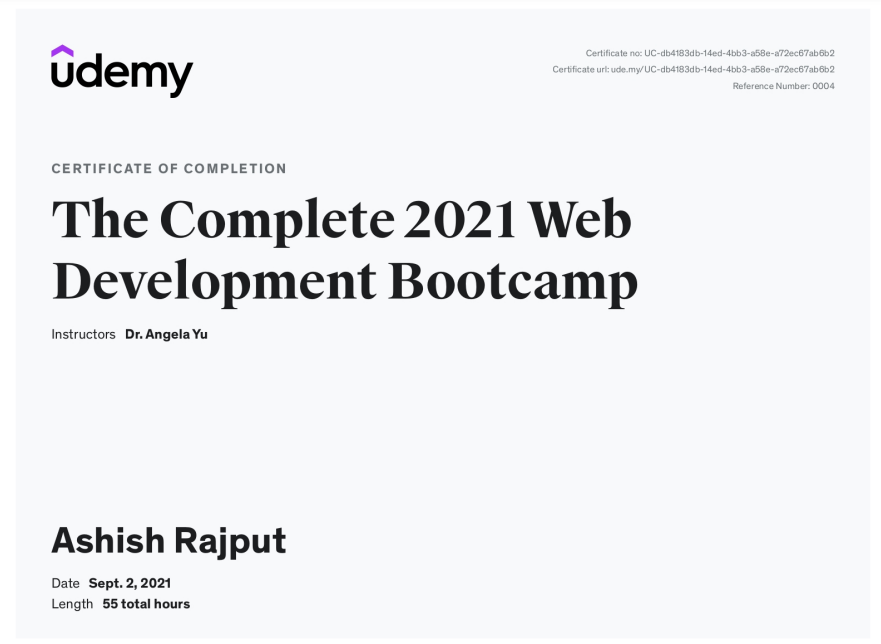 udemy
Certificate no: UC-db4183db-14ed-4bb3-a58e-a72ec67ab6b2
Certificate url: ude.my/UC-db4183db-14ed-4bb3-a58e-a72ec67ab6b2
Reference Number: 0004
CERTIFICATE OF COMPLETION
The Complete 2021 Web
Development Bootcamp
Instructors Dr. Angela Yu
Ashish Rajput
Date Sept. 2, 2021
Length 55 total hours